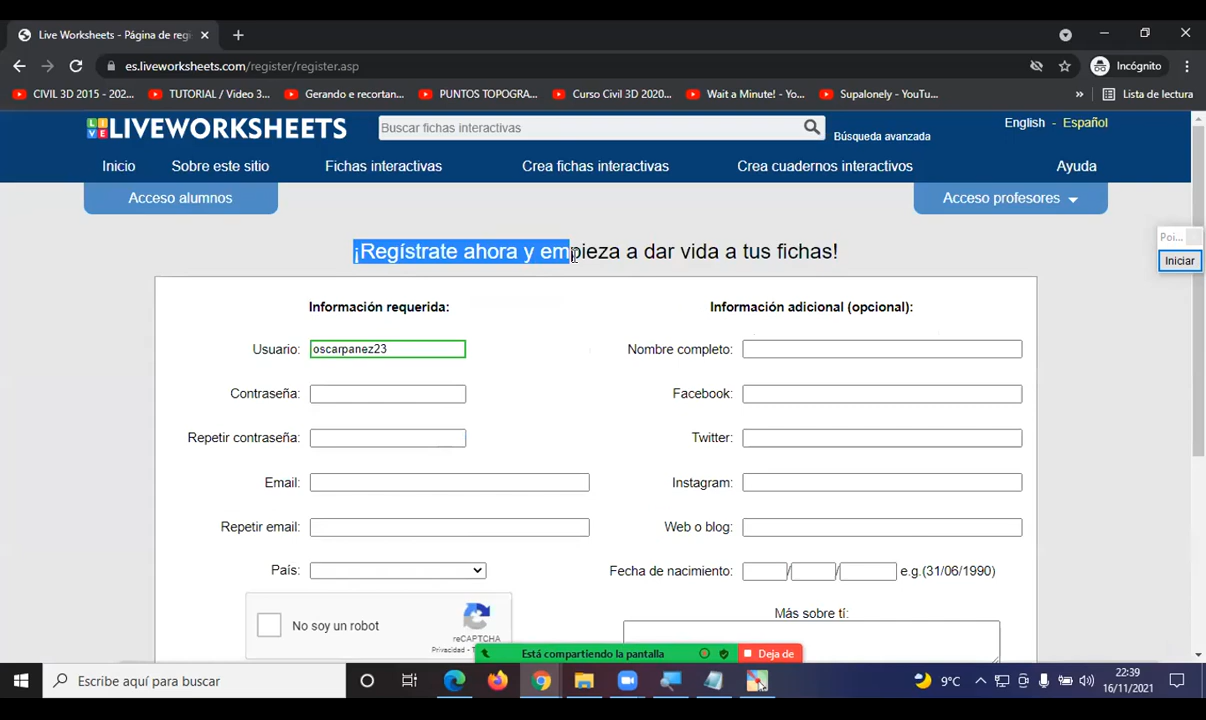 Live Worksheets - Página de regi
es.liveworksheets.com/register/register.asp
Incógnito
CIVIL 3D 2015 - 202...
TUTORIAL / Video 3...
Gerando e recortan...
PUNTOS TOPOGRA...
Curso Civil 3D 2020...
Wait a Minute! - Yo...
Supalonely - YouTu...
»
Lista de lectura
LIVE LIVEWORKSHEETS
Buscar fichas interactivas
Búsqueda avanzada
English - Español
Inicio
Sobre este sitio
Fichas interactivas
Crea fichas interactivas
Crea cuadernos interactivos
Ayuda
Acceso alumnos
Acceso profesores
Poi...
Iniciar
¡Regístrate ahora y empieza a dar vida a tus fichas!
Información requerida:
Información adicional (opcional):
Usuario: oscarpanez23
Nombre completo:
Contraseña:
Facebook:
Repetir contraseña:
Twitter:
Email:
Instagram:
Repetir email:
Web o blog:
País:
Fecha de nacimiento: / / e.g.(31/06/1990)
Más sobre tí:
No soy un robot
reCAPTCHA
Privacidad - T
Está compartiendo la pantalla
Deja de
Escribe aquí para buscar
9°C
22:39
16/11/2021